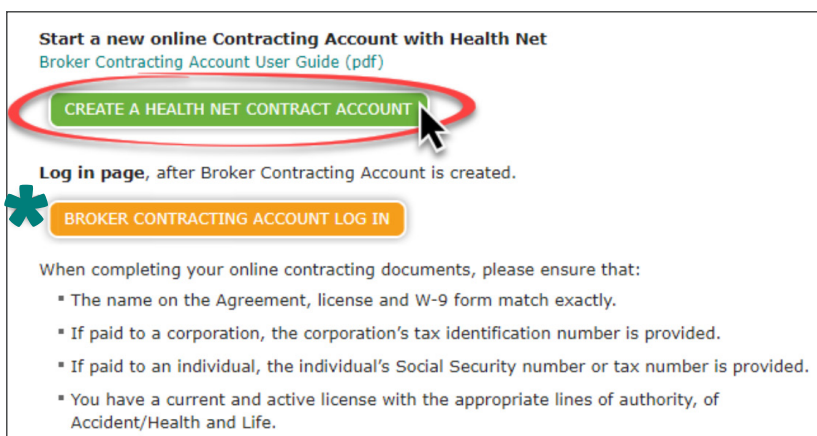 Start a new online Contracting Account with Health Net
Broker Contracting Account User Guide (pdf)
CREATE A HEALTH NET CONTRACT ACCOUNT
Log in page, after Broker Contracting Account is created.
* BROKER CONTRACTING ACCOUNT LOG IN
When completing your online contracting documents, please ensure that:
▪ The name on the Agreement, license and W-9 form match exactly.
▪ If paid to a corporation, the corporation’s tax identification number is provided.
▪ If paid to an individual, the individual’s Social Security number or tax number is provided.
▪ You have a current and active license with the appropriate lines of authority, of
Accident/Health and Life.